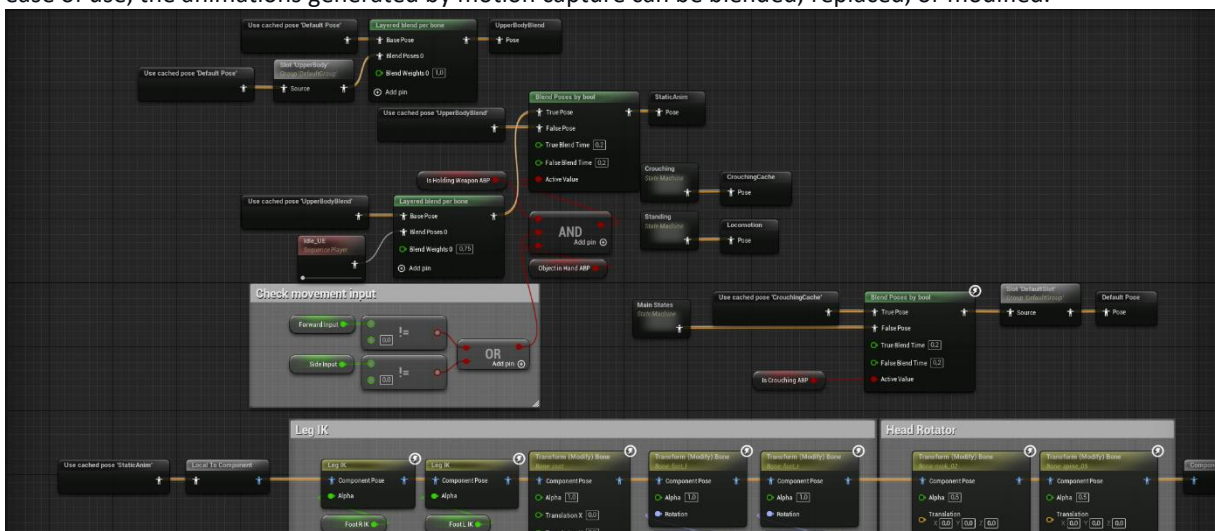 ease of use, the animations generated by motion capture can be blended, replaced, or modified.
Use cached pose 'Default Pose'
Layered blend per bone
UpperBodyBlend
Base Pose
Pose
Blend Poses 0
Use cached pose 'Default Pose'
Slot 'UpperBody'
Group 'DefaultGroup'
Source
Blend Weights 0 1,0
Add pin
Use cached pose 'UpperBodyBlend'
Blend Poses by bool
StaticAnim
True Pose
Pose
False Pose
True Blend Time 0,2
False Blend Time 0,2
Is Holding Weapon ABP
Active Value
Crouching
State Machine
CrouchingCache
Pose
Use cached pose 'UpperBodyBlend'
Layered blend per bone
Base Pose
Blend Poses 0
Idle_UE
Sequence Player
Blend Weights 0 0,75
Add pin
AND
Add pin
Object in Hand ABP
Standing
State Machine
Locomotion
Pose
Check movement input
Forward Input
0,0
!=
Side Input
0,0
!=
OR
Add pin
Main States
State Machine
Use cached pose 'CrouchingCache'
Blend Poses by bool
Slot 'DefaultSlot'
Group 'DefaultGroup'
Default Pose
True Pose
Source
Pose
False Pose
True Blend Time 0,2
False Blend Time 0,2
Is Crouching ABP
Active Value
Leg IK
Head Rotator
Use cached pose 'StaticAnim'
Local To Component
Leg IK
Component Pose
Alpha
Foot R IK
Leg IK
Component Pose
Alpha
Foot L IK
Transform (Modify) Bone
Component Pose
Alpha 1,0
Translation X 0,0
Transform (Modify) Bone
Component Pose
Alpha 1,0
Rotation
Transform (Modify) Bone
Component Pose
Alpha 1,0
Rotation
Transform (Modify) Bone
Component Pose
Alpha 0,5
Translation
X 0,0 Y 0,0 Z 0,0
Transform (Modify) Bone
Component Pose
Alpha 0,5
Translation
X 0,0 Y 0,0 Z 0,0